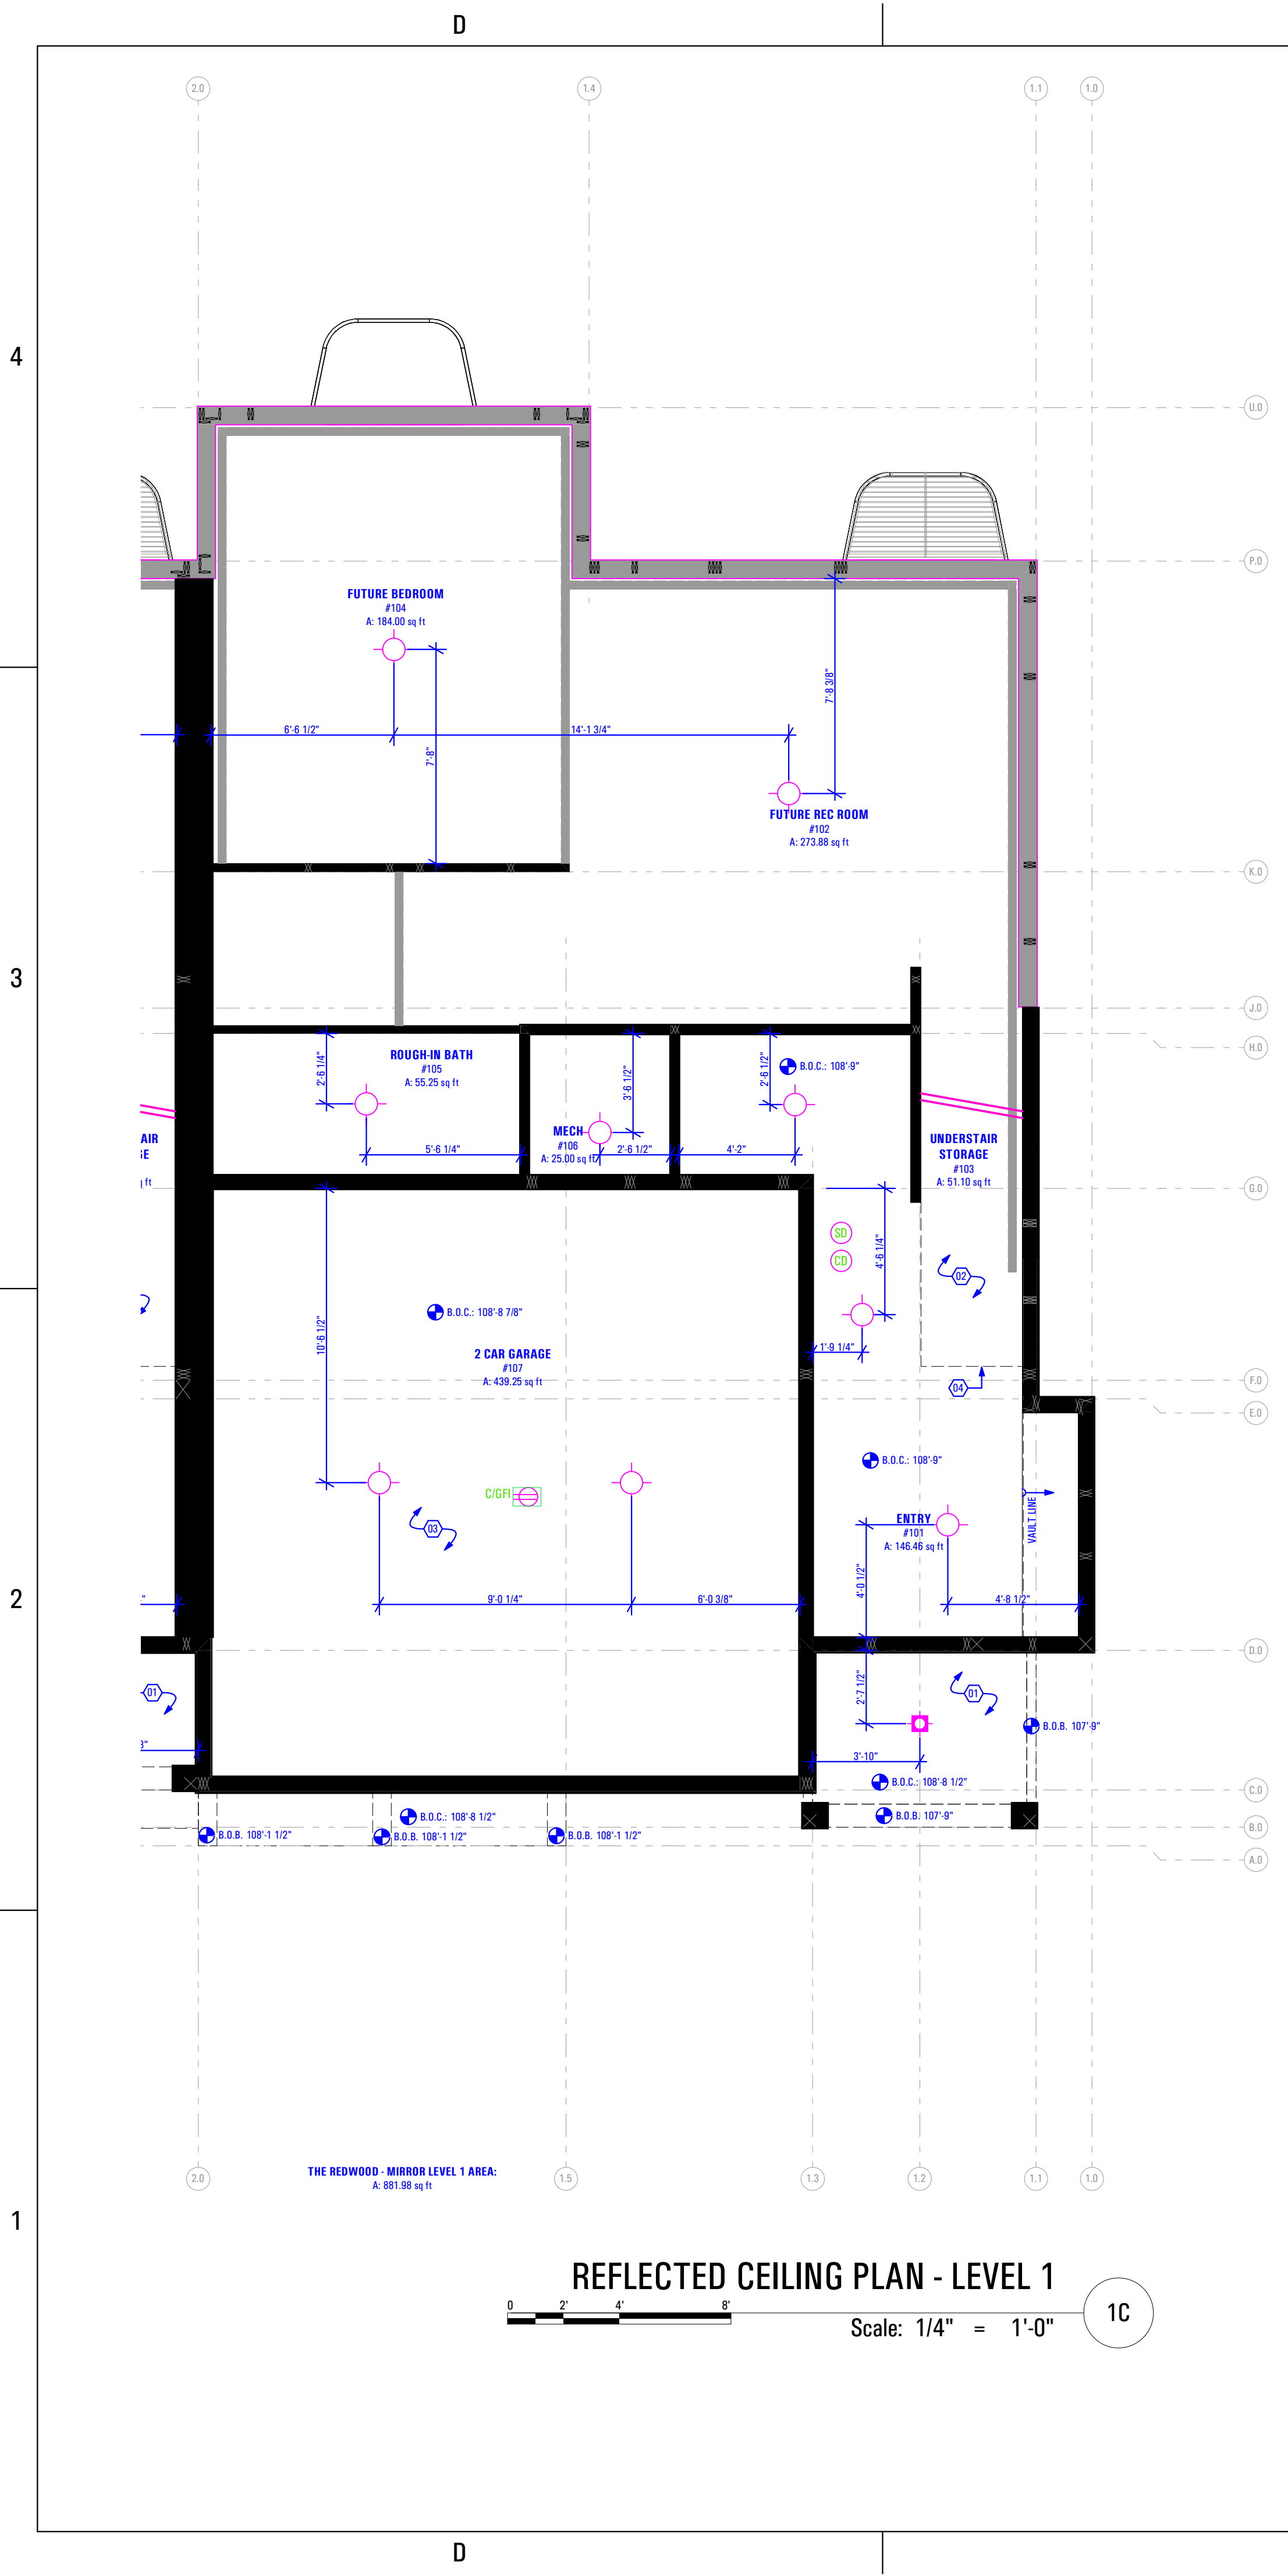 D
2.0
1.4
1.1
1.0
4
U.0
P.0
FUTURE BEDROOM
#104
A: 184.00 sq ft
7'-8 3/8"
6'-6 1/2"
14'-1 3/4"
7'-8"
FUTURE REC ROOM
#102
A: 273.88 sq ft
K.0
3
J.0
H.0
2'-6 1/4"
ROUGH-IN BATH
#105
A: 55.25 sq ft
3'-6 1/2"
2'-6 1/2"
B.O.C.: 108'-9"
MECH
#106
A: 25.00 sq ft
5'-6 1/4"
2'-6 1/2"
4'-2"
AIR
E
ft
UNDERSTAIR
STORAGE
#103
A: 51.10 sq ft
G.0
SD
CD
4'-6 1/4"
02
B.O.C.: 108'-8 7/8"
10'-6 1/2"
1'-9 1/4"
2 CAR GARAGE
#107
A: 439.25 sq ft
04
F.0
E.0
B.O.C.: 108'-9"
C/GFI
03
VAULT LINE
ENTRY
#101
A: 146.46 sq ft
4'-0 1/2"
2
"
9'-0 1/4"
6'-0 3/8"
4'-8 1/2"
D.0
01
2'-7 1/2"
01
B.O.B. 107'-9"
3"
3'-10"
B.O.C.: 108'-8 1/2"
C.0
B.O.C.: 108'-8 1/2"
B.O.B. 107'-9"
B.0
B.O.B. 108'-1 1/2"
B.O.B. 108'-1 1/2"
B.O.B. 108'-1 1/2"
A.0
2.0
1.5
1.3
1.2
1.1
1.0
THE REDWOOD - MIRROR LEVEL 1 AREA:
A: 881.98 sq ft
1
REFLECTED CEILING PLAN - LEVEL 1
0 2' 4' 8'
1C
Scale: 1/4" = 1'-0"
D